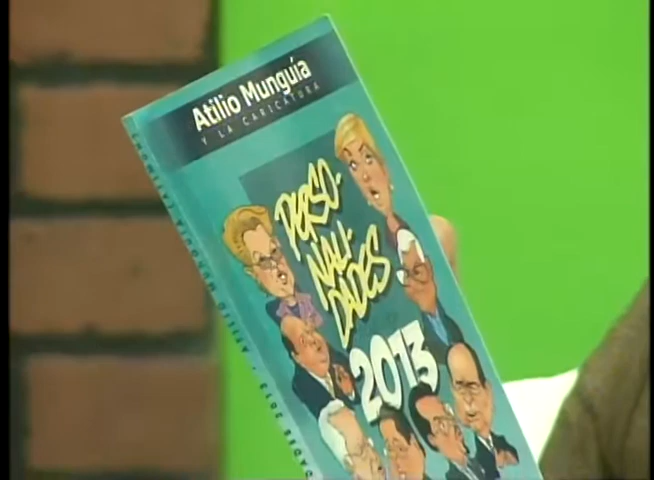 Atilio Munguía
Y LA CARICATURA
PERSO-
NALI-
DADES
2013